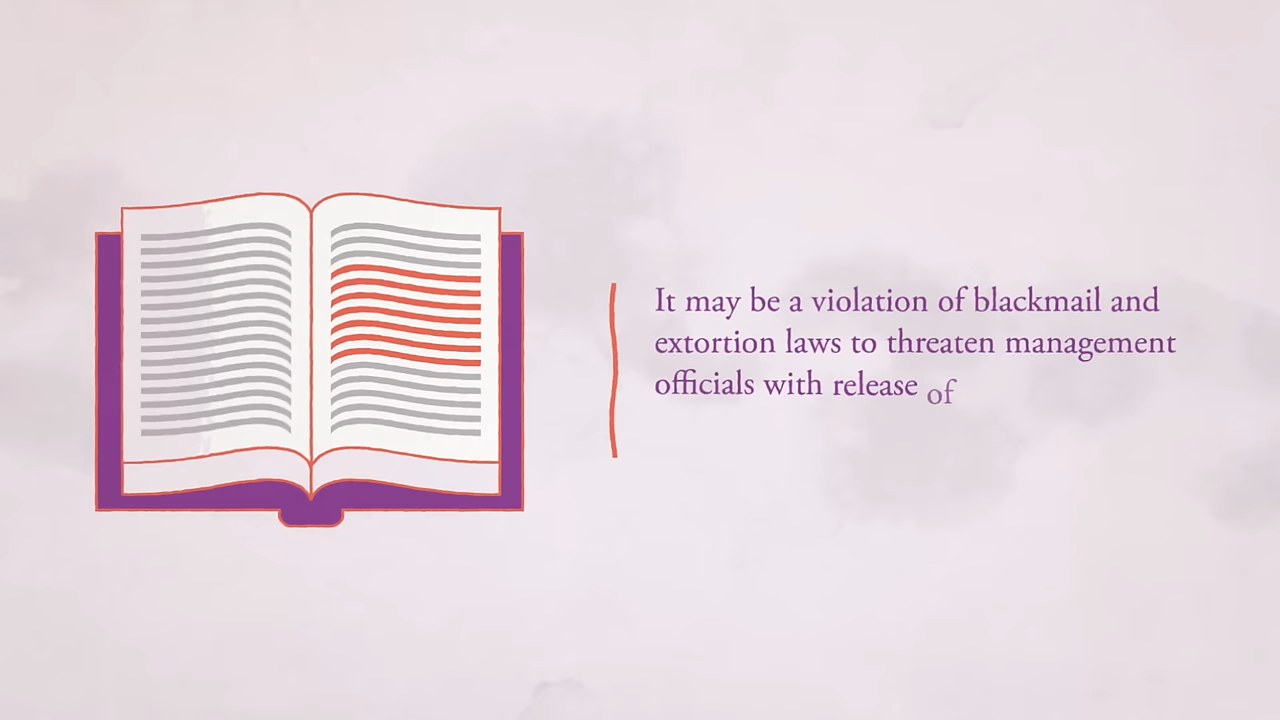 It may be a violation of blackmail and
extortion laws to threaten management
officials with release of